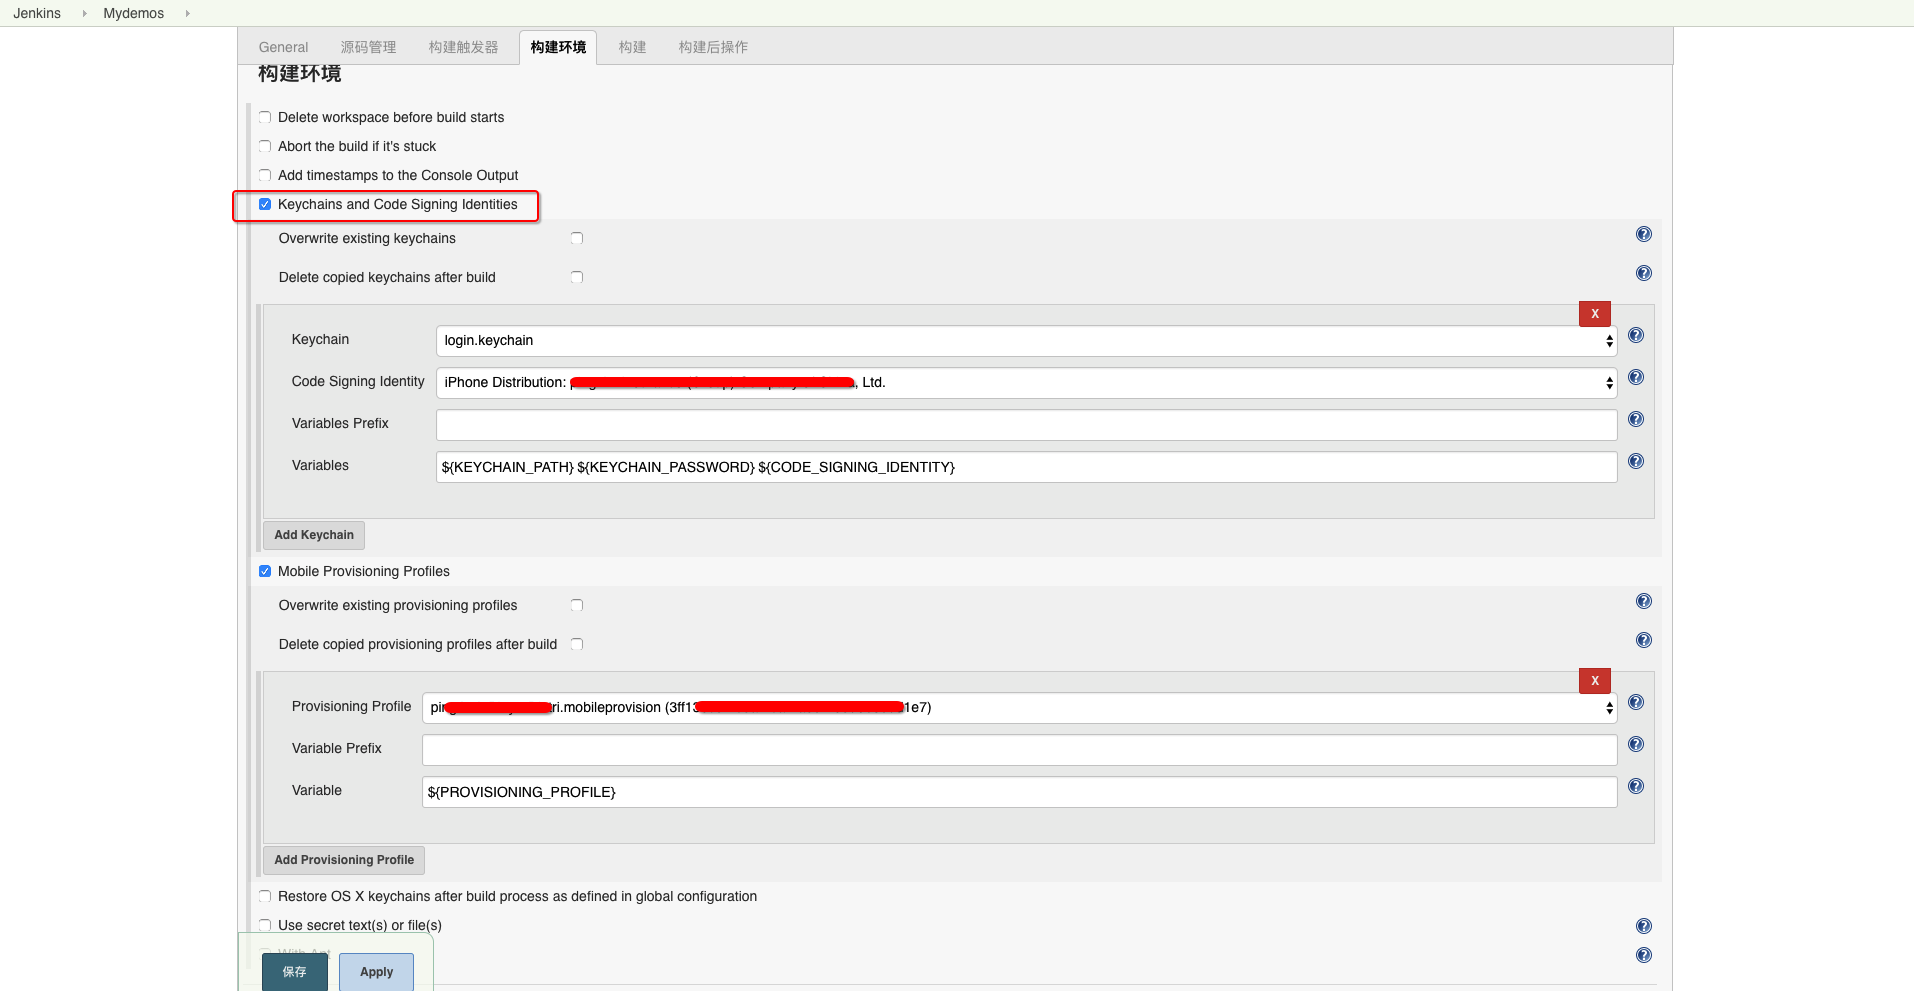 Jenkins Mydemos
General 源码管理 构建触发器 构建环境 构建 构建后操作
构建环境
Delete workspace before build starts
Abort the build if it's stuck
Add timestamps to the Console Output
Keychains and Code Signing Identities
Overwrite existing keychains
Delete copied keychains after build
X
Keychain login.keychain
Code Signing Identity iPhone Distribution: , Ltd.
Variables Prefix
Variables ${KEYCHAIN_PATH} ${KEYCHAIN_PASSWORD} ${CODE_SIGNING_IDENTITY}
Add Keychain
Mobile Provisioning Profiles
Overwrite existing provisioning profiles
Delete copied provisioning profiles after build
X
Provisioning Profile pin ri.mobileprovision (3ff13 1e7)
Variable Prefix
Variable ${PROVISIONING_PROFILE}
Add Provisioning Profile
Restore OS X keychains after build process as defined in global configuration
Use secret text(s) or file(s)
With Ant
保存 Apply